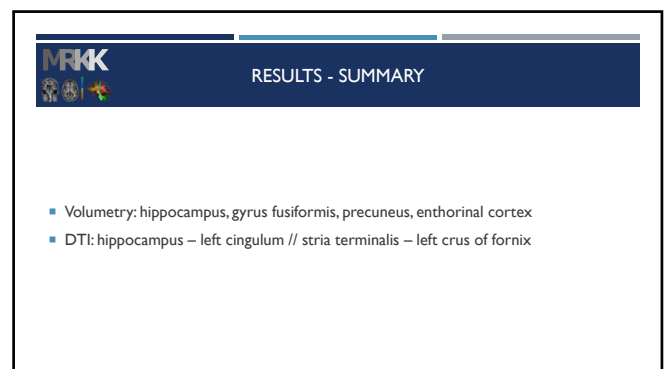 MRKK
RESULTS - SUMMARY
Volumetry: hippocampus, gyrus fusiformis, precuneus, enthorinal cortex
DTI: hippocampus – left cingulum // stria terminalis – left crus of fornix